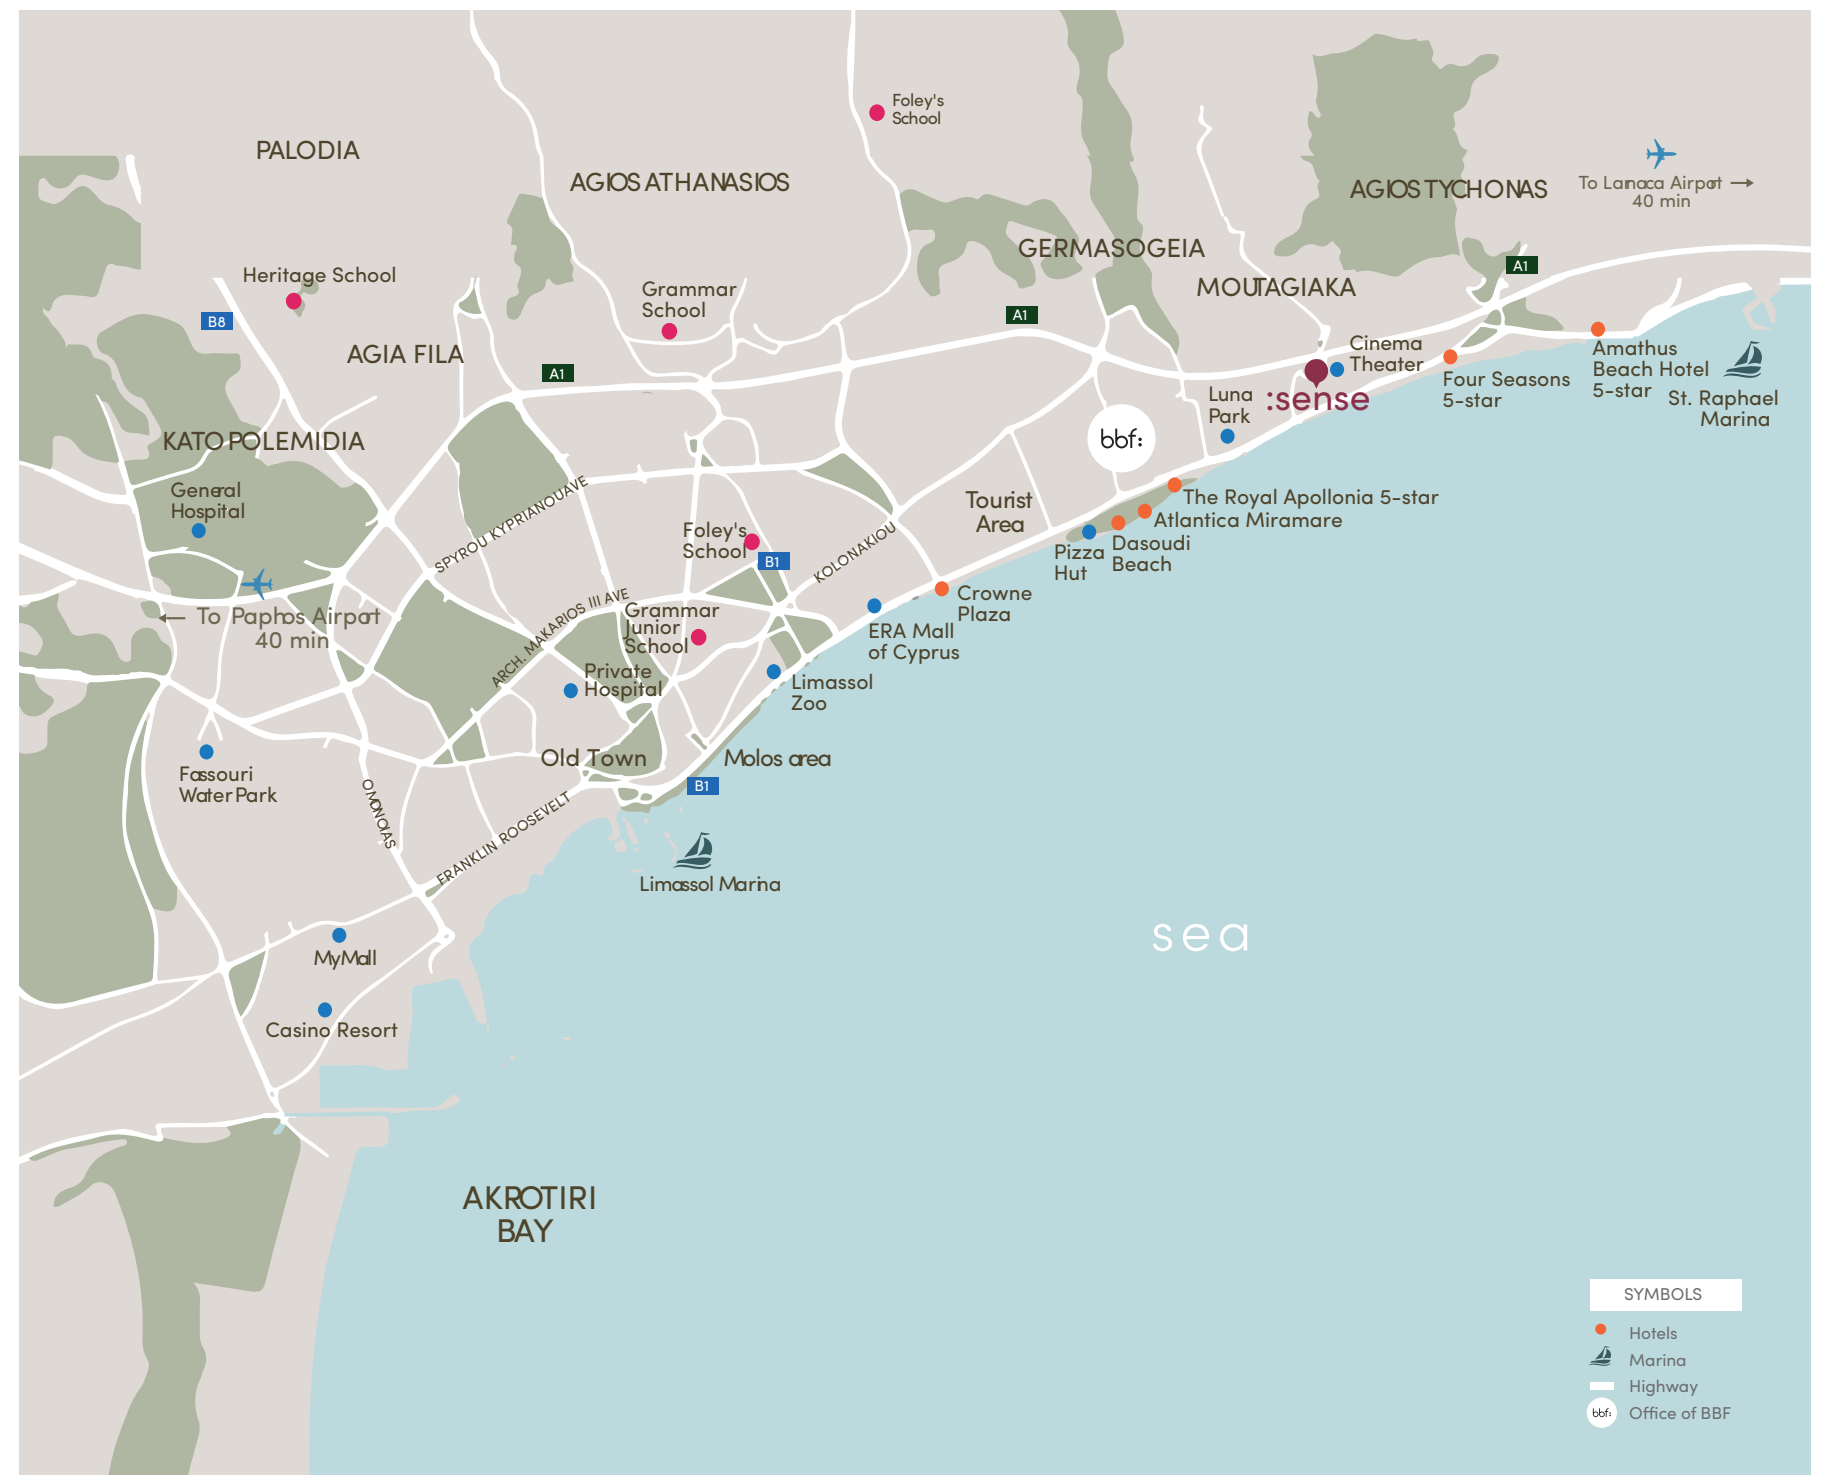 Foley's
School
PALODIA
AGIOS ATHANASIOS
AGIOS TYCHONAS
To Larnaca Airport
40 min
GERMASOGEIA
A1
Heritage School
MOUTAGIAKA
Grammar
School
B8
A1
AGIA FILA
A1
Cinema
Theater
Amathus
Beach Hotel
5-star
Four Seasons
5-star
St. Raphael
Marina
Luna
Park
:sense
bbf:
KATO POLEMIDIA
General
Hospital
SPYROU KYPRIANOU AVE
Tourist
Area
The Royal Apollonia 5-star
Atlantica Miramare
Dasoudi
Beach
Pizza
Hut
Foley's
School
B1
KOLONAKIOU
To Paphos Airport
40 min
ARCH. MAKARIOS III AVE
Grammar
Junior
School
Crowne
Plaza
ERA Mall
of Cyprus
Private
Hospital
Limassol
Zoo
Old Town
Molos area
B1
Fassouri
Water Park
OMONOIAS
FRANKLIN ROOSEVELT
Limassol Marina
sea
My Mall
Casino Resort
AKROTIRI
BAY
SYMBOLS
Hotels
Marina
Highway
bbf:
Office of BBF